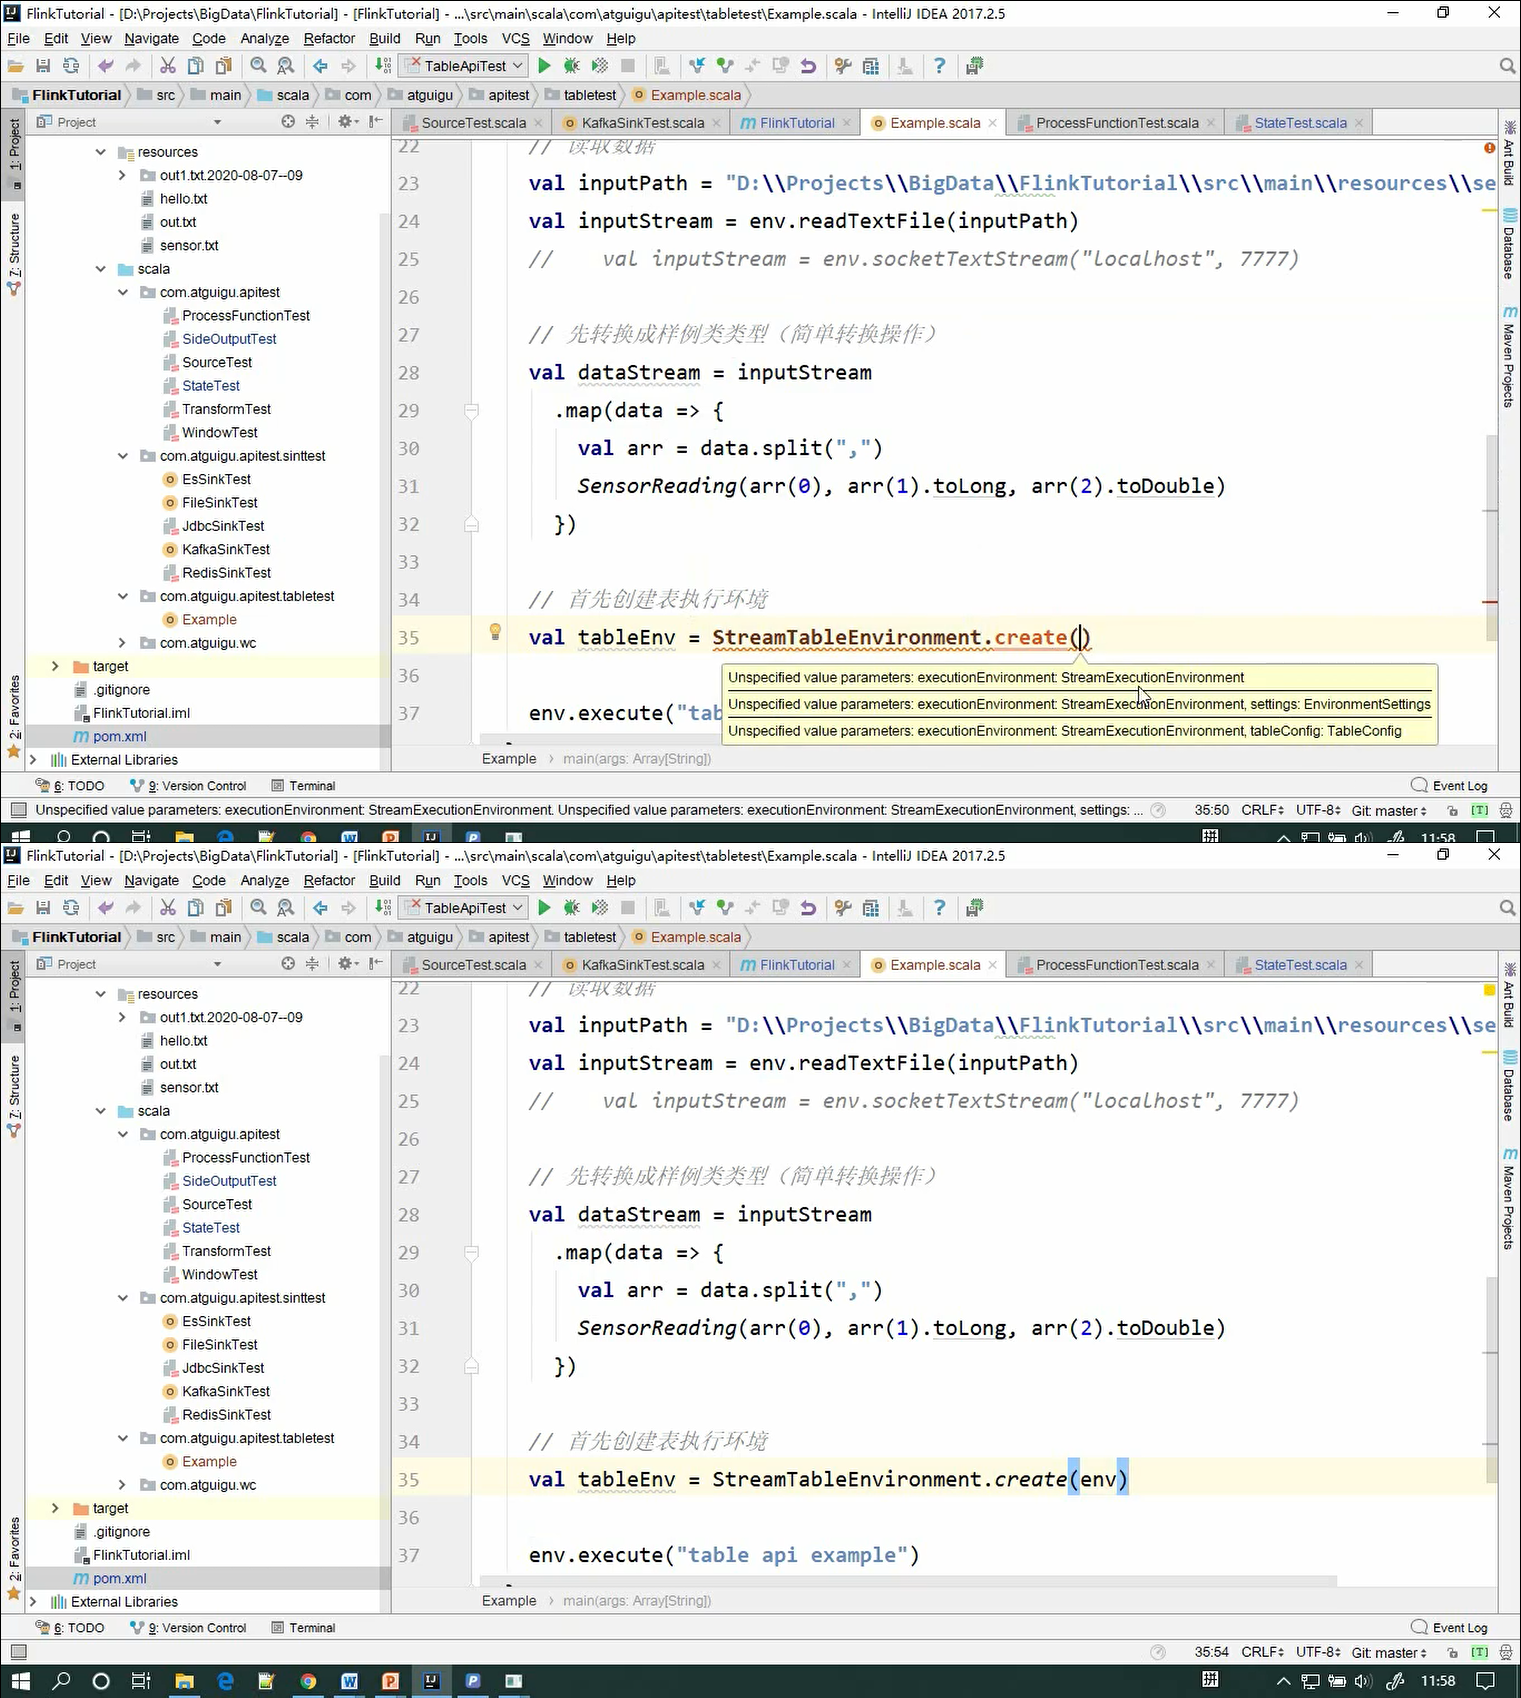 FlinkTutorial - [D:\Projects\BigData\FlinkTutorial] - [FlinkTutorial] - ...\src\main\scala\com\atguigu\apitest\tabletest\Example.scala - IntelliJ IDEA 2017.2.5
File Edit View Navigate Code Analyze Refactor Build Run Tools VCS Window Help
TableApiTest
FlinkTutorial src main scala com atguigu apitest tabletest Example.scala
Project
SourceTest.scala KafkaSinkTest.scala FlinkTutorial Example.scala ProcessFunctionTest.scala StateTest.scala
1: Project
7: Structure
2: Favorites
resources
out1.txt.2020-08-07--09
hello.txt
out.txt
sensor.txt
scala
com.atguigu.apitest
ProcessFunctionTest
SideOutputTest
SourceTest
StateTest
TransformTest
WindowTest
com.atguigu.apitest.sinttest
EsSinkTest
FileSinkTest
JdbcSinkTest
KafkaSinkTest
RedisSinkTest
com.atguigu.apitest.tabletest
Example
com.atguigu.wc
target
.gitignore
FlinkTutorial.iml
pom.xml
External Libraries
22 // 读取数据
23 val inputPath = "D:\\Projects\\BigData\\FlinkTutorial\\src\\main\\resources\\se
24 val inputStream = env.readTextFile(inputPath)
25 // val inputStream = env.socketTextStream("localhost", 7777)
26
27 // 先转换成样例类类型（简单转换操作）
28 val dataStream = inputStream
29 .map(data => {
30 val arr = data.split(",")
31 SensorReading(arr(0), arr(1).toLong, arr(2).toDouble)
32 })
33
34 // 首先创建表执行环境
35 val tableEnv = StreamTableEnvironment.create()
36
37 env.execute("tab
Unspecified value parameters: executionEnvironment: StreamExecutionEnvironment
Unspecified value parameters: executionEnvironment: StreamExecutionEnvironment, settings: EnvironmentSettings
Unspecified value parameters: executionEnvironment: StreamExecutionEnvironment, tableConfig: TableConfig
Example main(args: Array[String])
Ant Build
Database
Maven Projects
6: TODO 9: Version Control Terminal Event Log
Unspecified value parameters: executionEnvironment: StreamExecutionEnvironment. Unspecified value parameters: executionEnvironment: StreamExecutionEnvironment, settings: ... 35:50 CRLF UTF-8 Git: master [T]
拼 11:58
FlinkTutorial - [D:\Projects\BigData\FlinkTutorial] - [FlinkTutorial] - ...\src\main\scala\com\atguigu\apitest\tabletest\Example.scala - IntelliJ IDEA 2017.2.5
File Edit View Navigate Code Analyze Refactor Build Run Tools VCS Window Help
TableApiTest
FlinkTutorial src main scala com atguigu apitest tabletest Example.scala
Project
SourceTest.scala KafkaSinkTest.scala FlinkTutorial Example.scala ProcessFunctionTest.scala StateTest.scala
1: Project
7: Structure
2: Favorites
resources
out1.txt.2020-08-07--09
hello.txt
out.txt
sensor.txt
scala
com.atguigu.apitest
ProcessFunctionTest
SideOutputTest
SourceTest
StateTest
TransformTest
WindowTest
com.atguigu.apitest.sinttest
EsSinkTest
FileSinkTest
JdbcSinkTest
KafkaSinkTest
RedisSinkTest
com.atguigu.apitest.tabletest
Example
com.atguigu.wc
target
.gitignore
FlinkTutorial.iml
pom.xml
External Libraries
22 // 读取数据
23 val inputPath = "D:\\Projects\\BigData\\FlinkTutorial\\src\\main\\resources\\se
24 val inputStream = env.readTextFile(inputPath)
25 // val inputStream = env.socketTextStream("localhost", 7777)
26
27 // 先转换成样例类类型（简单转换操作）
28 val dataStream = inputStream
29 .map(data => {
30 val arr = data.split(",")
31 SensorReading(arr(0), arr(1).toLong, arr(2).toDouble)
32 })
33
34 // 首先创建表执行环境
35 val tableEnv = StreamTableEnvironment.create(env)
36
37 env.execute("table api example")
Example main(args: Array[String])
Ant Build
Database
Maven Projects
6: TODO 9: Version Control Terminal Event Log
35:54 CRLF UTF-8 Git: master [T]
拼 11:58